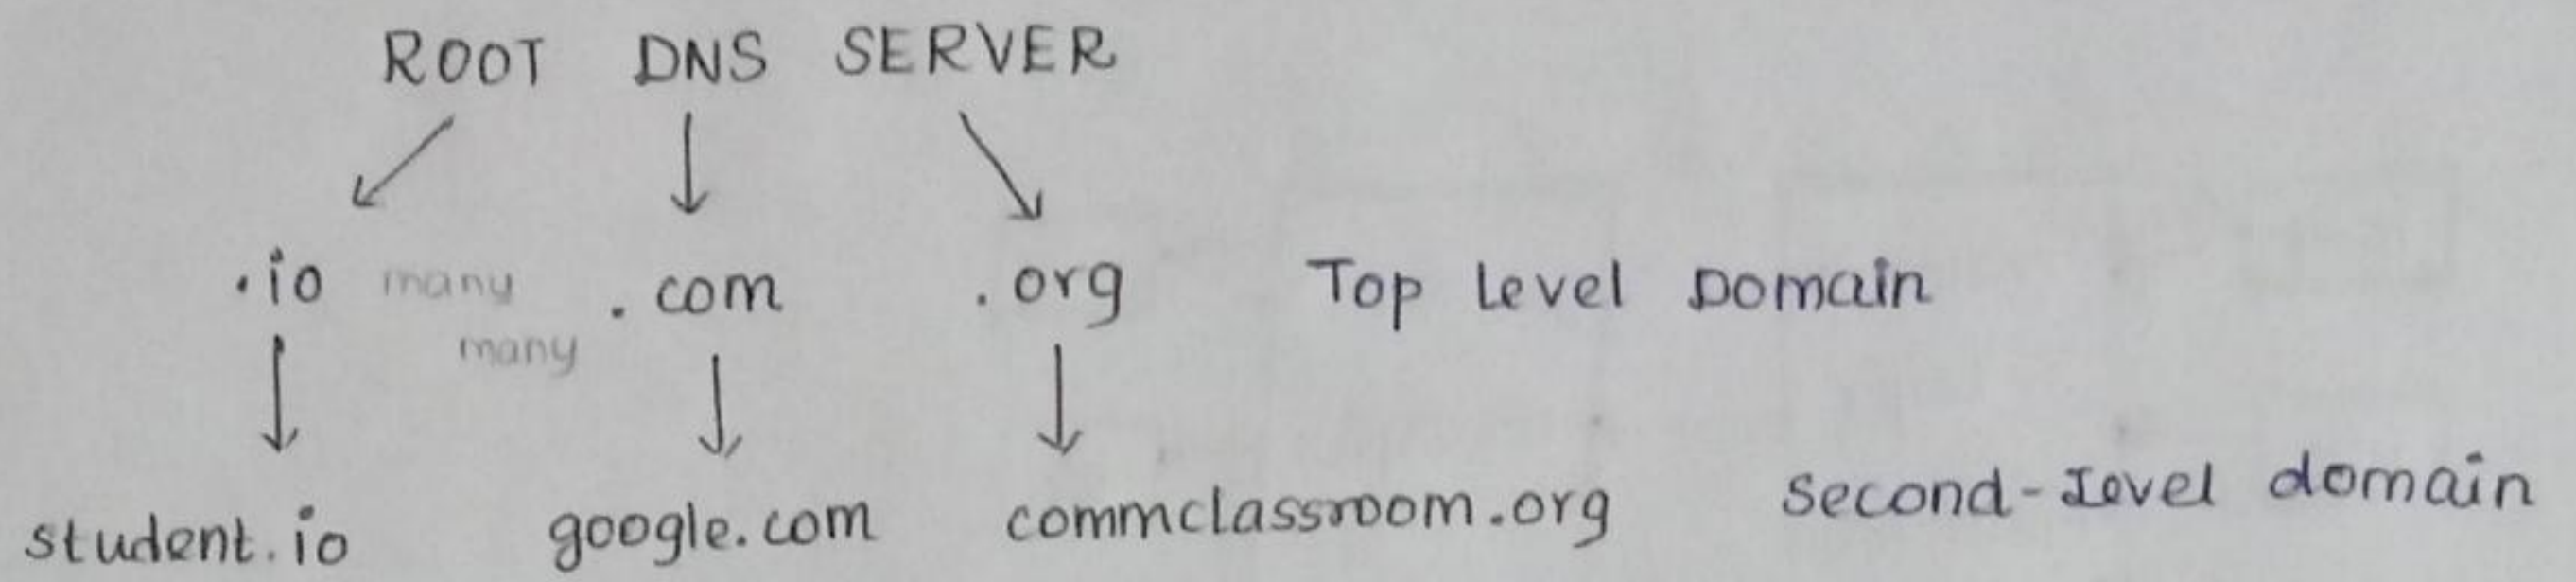 ROOT DNS SERVER
.io many .com .org Top Level Domain
many
student.io google.com commclassroom.org second-level domain